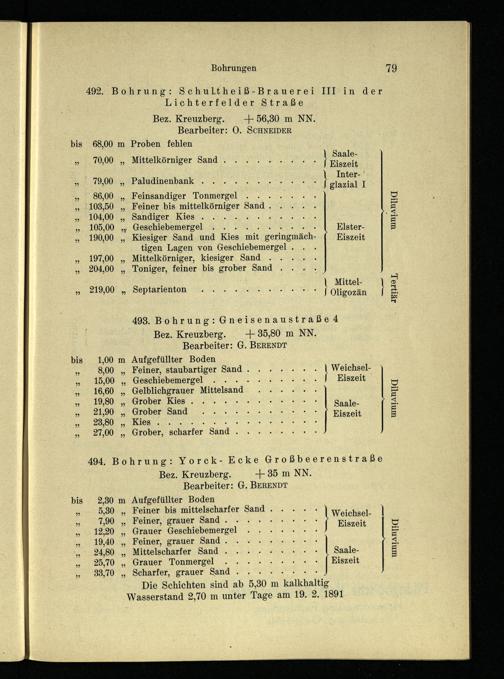 Bohrungen 79
492. Bohrung: Schultheiß-Brauerei III in der
Lichterfelder Straße
Bez. Kreuzberg. +56,30 m NN.
Bearbeiter: O. SCHNEIDER
bis 68,00 m Proben fehlen
„ 70,00 „ Mittelkörniger Sand . . . . . . . . . Saale-Eiszeit
„ 79,00 „ Paludinenbank . . . . . . . . . . . Inter-glazial I
„ 86,00 „ Feinsandiger Tonmergel . . . . . . .
„ 103,50 „ Feiner bis mittelkörniger Sand . . . . . Diluvium
„ 104,00 „ Sandiger Kies . . . . . . . . . . .
„ 105,00 „ Geschiebemergel . . . . . . . . . . Elster-
„ 190,00 „ Kiesiger Sand und Kies mit geringmäch- Eiszeit
tigen Lagen von Geschiebemergel . . .
„ 197,00 „ Mittelkörniger, kiesiger Sand . . . . .
„ 204,00 „ Toniger, feiner bis grober Sand . . . .
„ 219,00 „ Septarienton . . . . . . . . . . . Mittel-Oligozän Tertiär
493. Bohrung: Gneisenaustraße 4
Bez. Kreuzberg. +35,80 m NN.
Bearbeiter: G. BERENDT
bis 1,00 m Aufgefüllter Boden
„ 8,00 „ Feiner, staubartiger Sand . . . . . . . Weichsel-
„ 15,00 „ Geschiebemergel . . . . . . . . . . Eiszeit
„ 16,60 „ Gelblichgrauer Mittelsand . . . . . . Diluvium
„ 19,80 „ Grober Kies . . . . . . . . . . . . Saale-
„ 21,90 „ Grober Sand . . . . . . . . . . . Eiszeit
„ 23,80 „ Kies . . . . . . . . . . . . . .
„ 27,00 „ Grober, scharfer Sand . . . . . . . .
494. Bohrung: Yorck- Ecke Großbeerenstraße
Bez. Kreuzberg. +35 m NN.
Bearbeiter: G. BERENDT
bis 2,30 m Aufgefüllter Boden
„ 5,30 „ Feiner bis mittelscharfer Sand . . . . . Weichsel-
„ 7,90 „ Feiner, grauer Sand . . . . . . . . . Eiszeit
„ 12,20 „ Grauer Geschiebemergel . . . . . . .
„ 19,40 „ Feiner, grauer Sand . . . . . . . . . Diluvium
„ 24,80 „ Mittelscharfer Sand . . . . . . . . . Saale-
„ 25,70 „ Grauer Tonmergel . . . . . . . . . Eiszeit
„ 33,70 „ Scharfer, grauer Sand . . . . . . . .
Die Schichten sind ab 5,30 m kalkhaltig
Wasserstand 2,70 m unter Tage am 19. 2. 1891